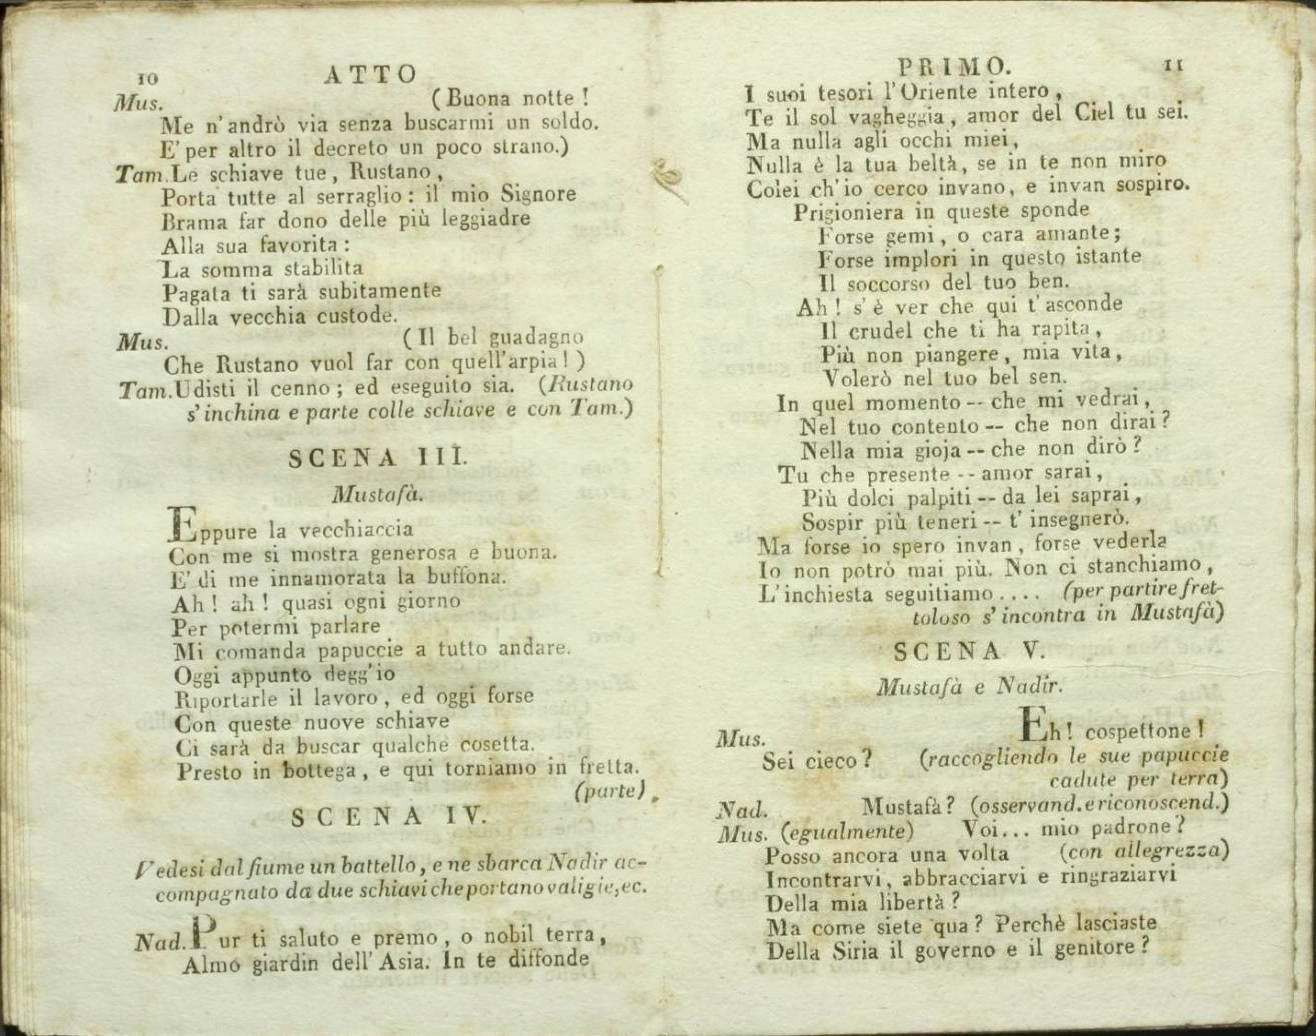 10 ATTO
Mus. (Buona notte!
Me n'andrò via senza buscarmi un soldo.
E' per altro il decreto un poco strano.)
Tam. Le schiave tue, Rustano,
Porta tutte al serraglio: il mio Signore
Brama far dono delle più leggiadre
Alla sua favorita:
La somma stabilita
Pagata ti sarà subitamente
Dalla vecchia custode.
Mus. (Il bel guadagno
Che Rustano vuol far con quell'arpia!)
Tam. Udisti il cenno; ed eseguito sia. (Rustano
s'inchina e parte colle schiave e con Tam.)
SCENA III.
Mustafà.
Eppure la vecchiaccia
Con me si mostra generosa e buona.
E' di me innamorata la buffona.
Ah! ah! quasi ogni giorno
Per potermi parlare
Mi comanda papuccie a tutto andare.
Oggi appunto degg'io
Riportarle il lavoro, ed oggi forse
Con queste nuove schiave
Ci sarà da buscar qualche cosetta.
Presto in bottega, e qui torniamo in fretta.
(parte)
SCENA IV.
Vedesi dal fiume un battello, e ne sbarca Nadir ac-
compagnato da due schiavi che portano valigie, ec.
Nad. Pur ti saluto e premo, o nobil terra,
Almo giardin dell'Asia. In te diffonde
PRIMO. 11
I suoi tesori l'Oriente intero,
Te il sol vagheggia, amor del Ciel tu sei.
Ma nulla agli occhi miei,
Nulla è la tua beltà, se in te non miro
Colei ch'io cerco invano, e invan sospiro.
Prigioniera in queste sponde
Forse gemi, o cara amante;
Forse implori in questo istante
Il soccorso del tuo ben.
Ah! s'è ver che qui t'asconde
Il crudel che ti ha rapita,
Più non piangere, mia vita,
Volerò nel tuo bel sen.
In quel momento -- che mi vedrai,
Nel tuo contento -- che non dirai?
Nella mia gioja -- che non dirò?
Tu che presente -- amor sarai,
Più dolci palpiti -- da lei saprai,
Sospir più teneri -- t'insegnerò.
Ma forse io spero invan, forse vederla
Io non potrò mai più. Non ci stanchiamo,
L'inchiesta seguitiamo .... (per partire fret-
toloso s'incontra in Mustafà)
SCENA V.
Mustafà e Nadir.
Mus. Eh! cospettone!
Sei cieco? (raccogliendo le sue papuccie
cadute per terra)
Nad. Mustafà? (osservand. e riconoscend.)
Mus. (egualmente) Voi... mio padrone?
Posso ancora una volta (con allegrezza)
Incontrarvi, abbracciarvi e ringraziarvi
Della mia libertà?
Ma come siete qua? Perchè lasciaste
Della Siria il governo e il genitore?